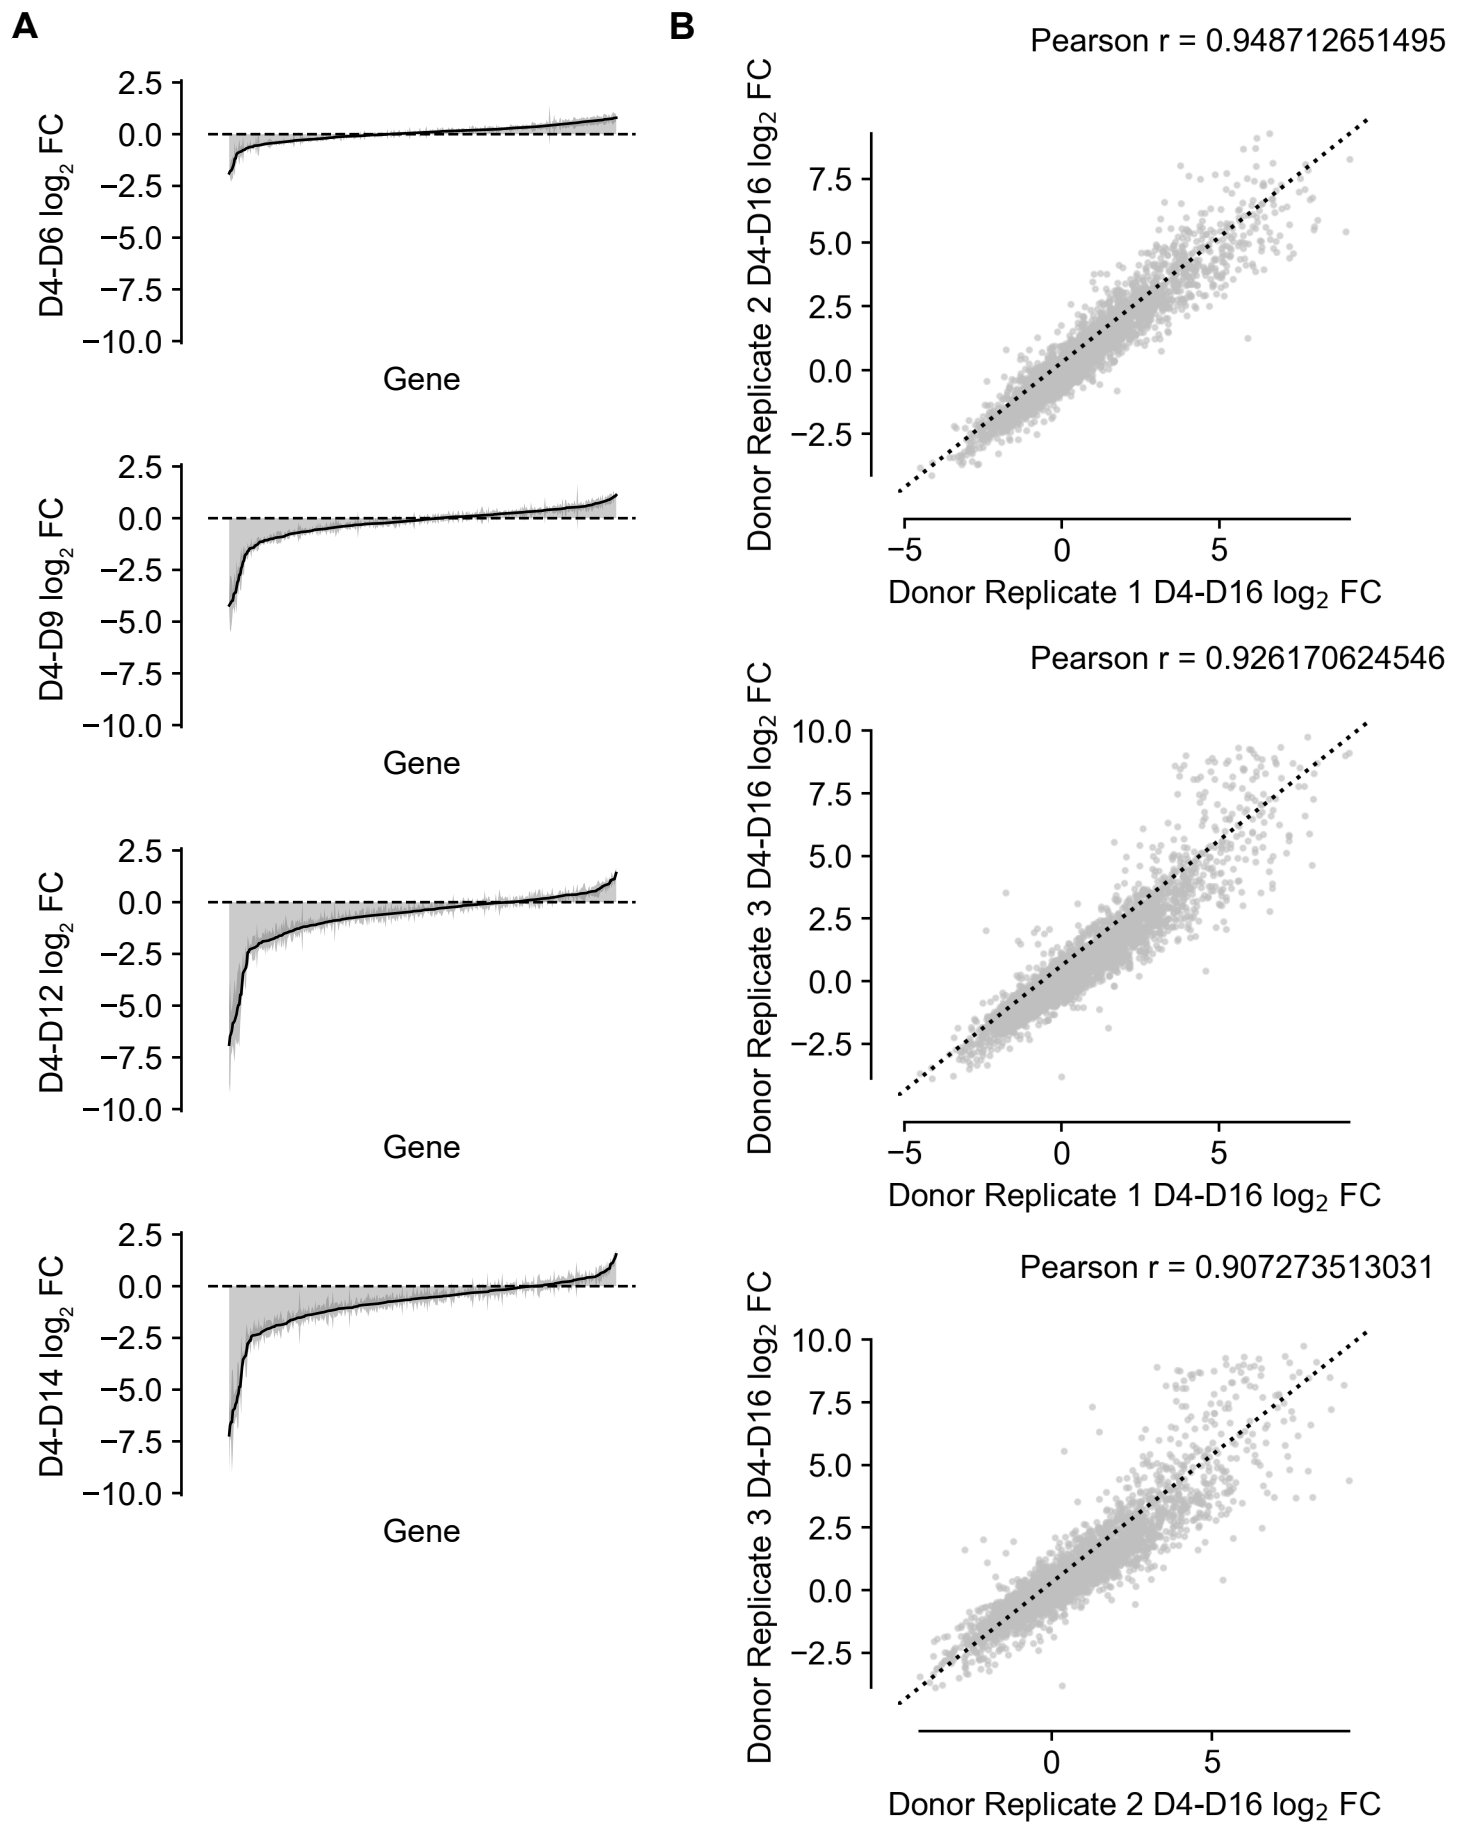 A
2.5
0.0
−2.5
−5.0
−7.5
−10.0
D4-D6 log2 FC
Gene
2.5
0.0
−2.5
−5.0
−7.5
−10.0
D4-D9 log2 FC
Gene
2.5
0.0
−2.5
−5.0
−7.5
−10.0
D4-D12 log2 FC
Gene
2.5
0.0
−2.5
−5.0
−7.5
−10.0
D4-D14 log2 FC
Gene
B
Pearson r = 0.948712651495
7.5
5.0
2.5
0.0
−2.5
Donor Replicate 2 D4-D16 log2 FC
−5 0 5
Donor Replicate 1 D4-D16 log2 FC
Pearson r = 0.926170624546
10.0
7.5
5.0
2.5
0.0
−2.5
Donor Replicate 3 D4-D16 log2 FC
−5 0 5
Donor Replicate 1 D4-D16 log2 FC
Pearson r = 0.907273513031
10.0
7.5
5.0
2.5
0.0
−2.5
Donor Replicate 3 D4-D16 log2 FC
0 5
Donor Replicate 2 D4-D16 log2 FC